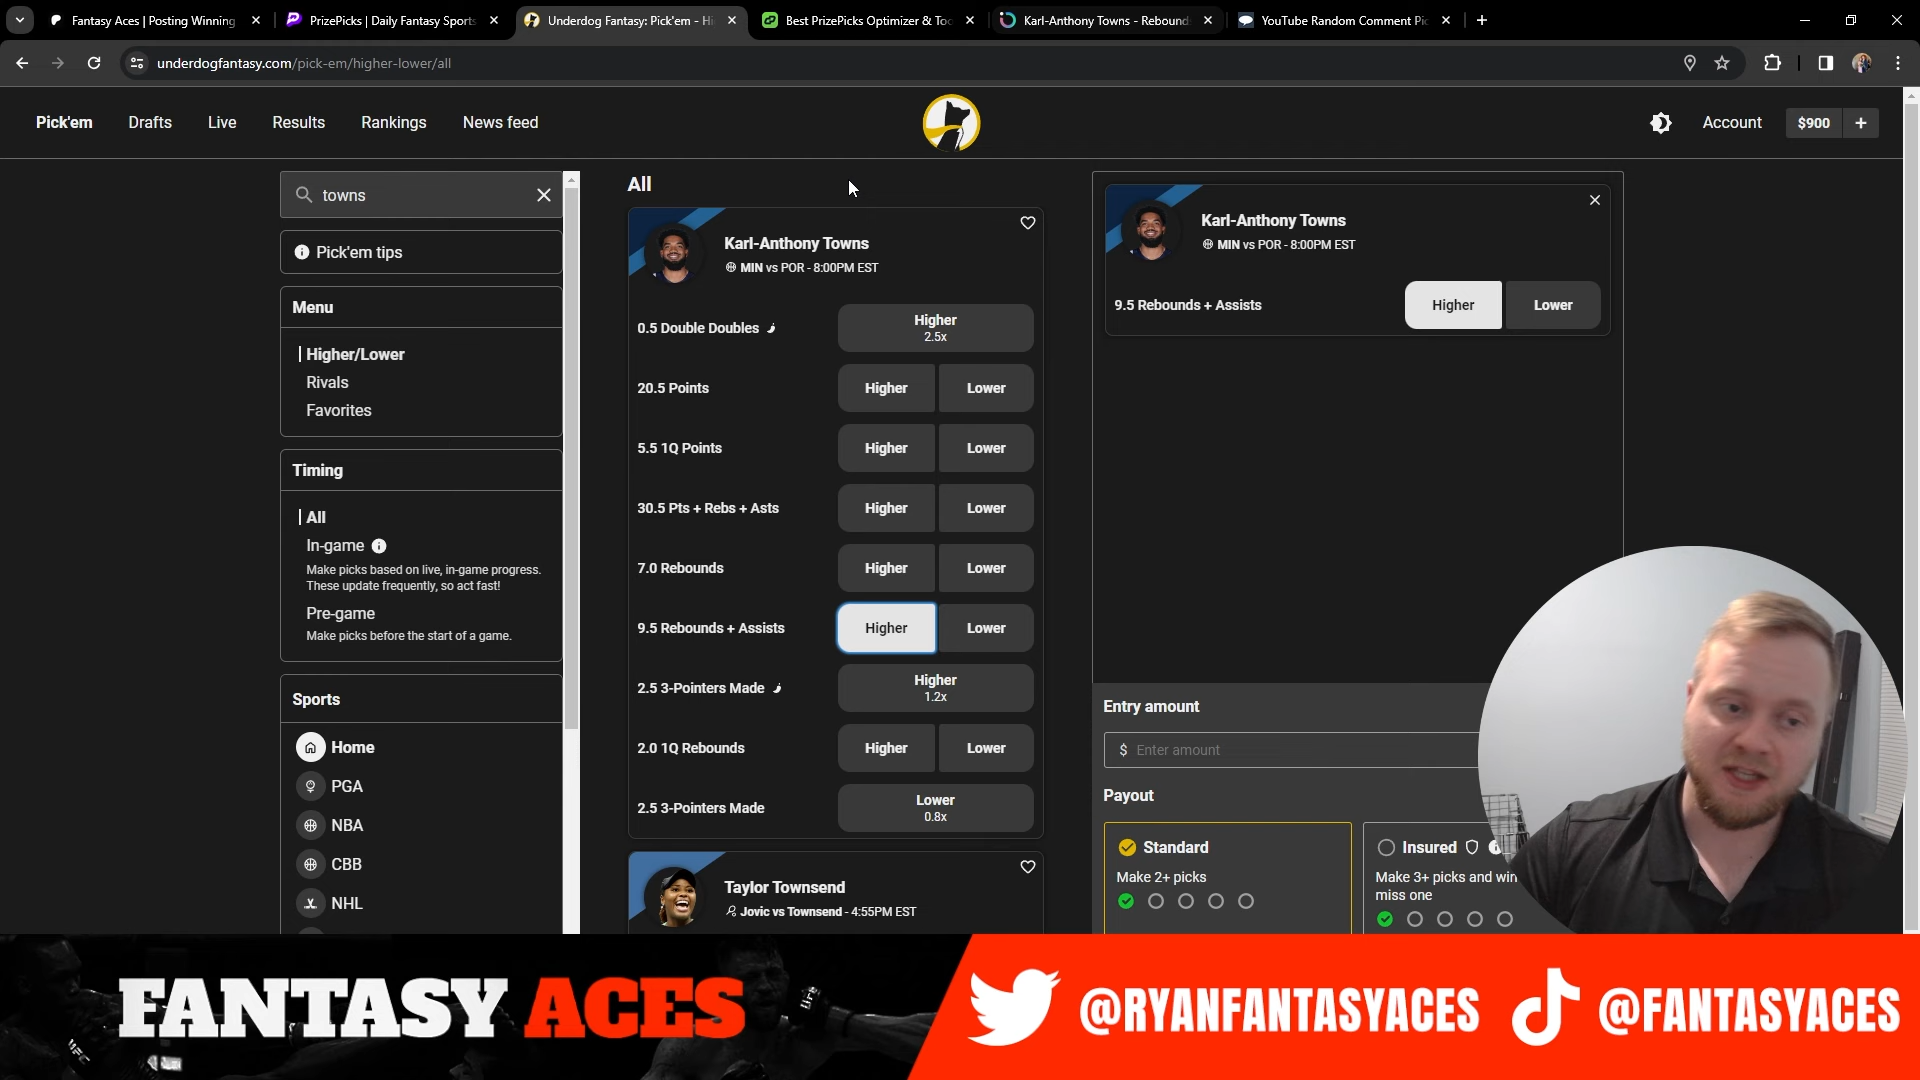 Fantasy Aces | Posting Winning
PrizePicks | Daily Fantasy Sports
Underdog Fantasy: Pick'em - Hi
Best PrizePicks Optimizer & Too
Karl-Anthony Towns - Rebound
YouTube Random Comment Pic
underdogfantasy.com/pick-em/higher-lower/all
Pick'em
Drafts
Live
Results
Rankings
News feed
Account
$900
+
towns
Pick'em tips
Menu
Higher/Lower
Rivals
Favorites
Timing
All
In-game
Make picks based on live, in-game progress.
These update frequently, so act fast!
Pre-game
Make picks before the start of a game.
Sports
Home
PGA
NBA
CBB
NHL
All
Karl-Anthony Towns
MIN vs POR - 8:00PM EST
0.5 Double Doubles
Higher
2.5x
20.5 Points
Higher
Lower
5.5 1Q Points
Higher
Lower
30.5 Pts + Rebs + Asts
Higher
Lower
7.0 Rebounds
Higher
Lower
9.5 Rebounds + Assists
Higher
Lower
2.5 3-Pointers Made
Higher
1.2x
2.0 1Q Rebounds
Higher
Lower
2.5 3-Pointers Made
Lower
0.8x
Taylor Townsend
Jovic vs Townsend - 4:55PM EST
Karl-Anthony Towns
MIN vs POR - 8:00PM EST
9.5 Rebounds + Assists
Higher
Lower
Entry amount
$ Enter amount
Payout
Standard
Make 2+ picks
Insured
Make 3+ picks and win
miss one
FANTASY ACES
@RYANFANTASYACES
@FANTASYACES